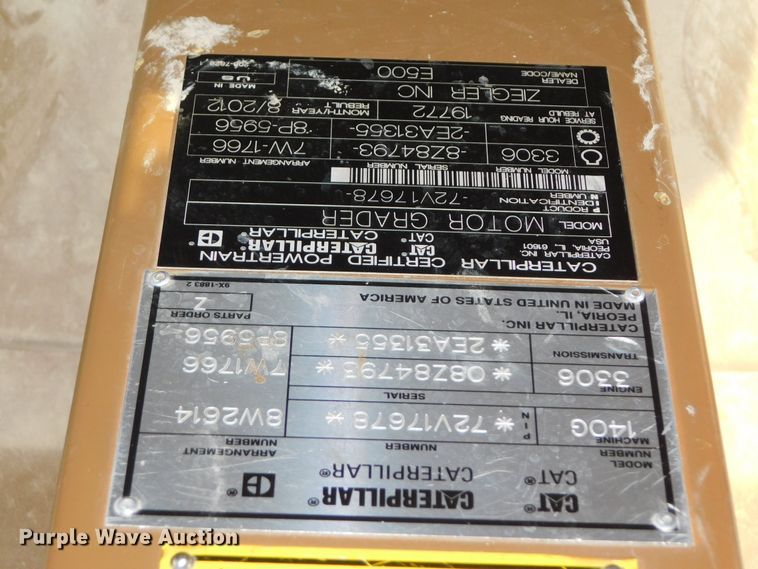 CAT® CATERPILLAR®
CAT® CATERPILLAR®
MODEL NUMBER ARRANGEMENT NUMBER
MACHINE 140G PIN *72V17678* 8W2614
SERIAL
ENGINE 3306 *08Z84793* 7W1766
TRANSMISSION *2EA31355* 8P5956
CATERPILLAR INC.
PEORIA, IL.
MADE IN UNITED STATES OF AMERICA
PARTS ORDER Z
9X-1883 2
CATERPILLAR CERTIFIED POWERTRAIN
CATERPILLAR INC.
PEORIA, IL, 61601
USA
CAT® CATERPILLAR®
CAT® CATERPILLAR
MODEL MOTOR GRADER
PRODUCT IDENTIFICATION NUMBER PIN -72V17678-
MODEL NUMBER SERIAL NUMBER ARRANGEMENT NUMBER
3306 -8Z84793- 7W-1766
-2EA31355- 8P-5956
SERVICE HOUR READING AT REBUILD 19772 MONTH/YEAR REBUILT 8/2012
ZIEGLER INC
DEALER NAME/CODE E500
MADE IN US
Purple Wave Auction